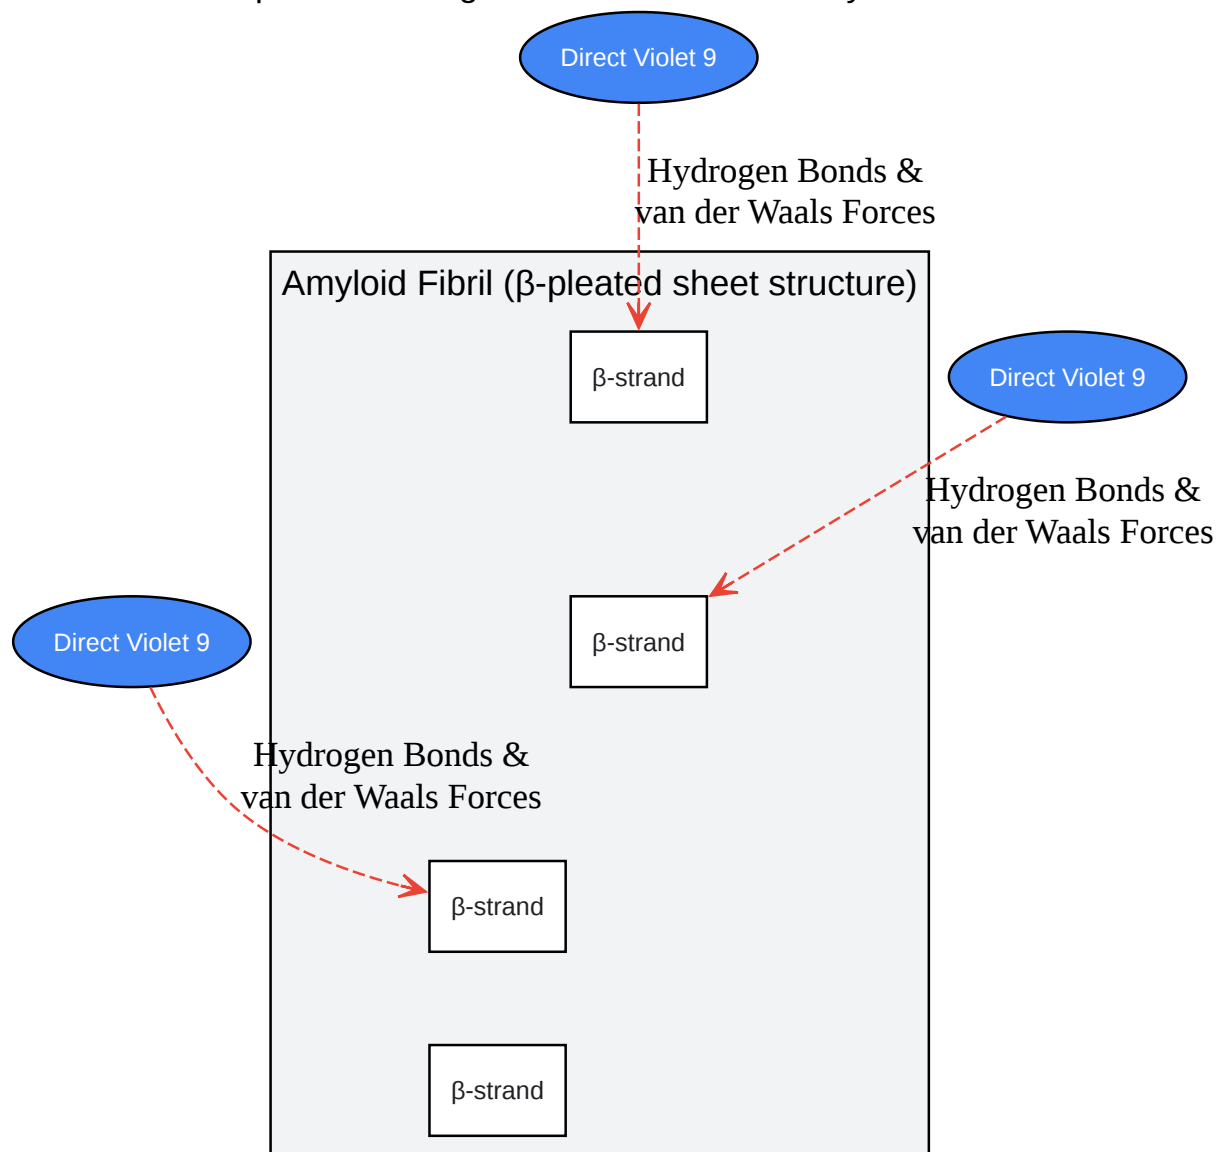 Direct Violet 9
Hydrogen Bonds &
van der Waals Forces
Amyloid Fibril (β-pleated sheet structure)
β-strand
Direct Violet 9
Hydrogen Bonds &
van der Waals Forces
β-strand
Direct Violet 9
Hydrogen Bonds &
van der Waals Forces
β-strand
β-strand